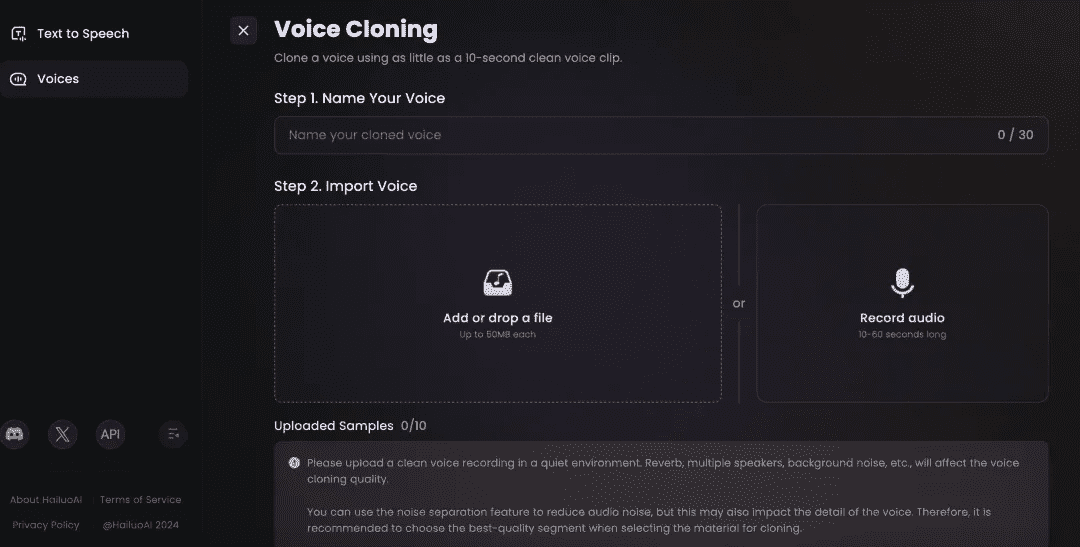 Text to Speech
Voices
Voice Cloning
Clone a voice using as little as a 10-second clean voice clip.
Step 1. Name Your Voice
Name your cloned voice
0 / 30
Step 2. Import Voice
Add or drop a file
Up to 50MB each
or
Record audio
10-60 seconds long
Uploaded Samples 0/10
Please upload a clean voice recording in a quiet environment. Reverb, multiple speakers, background noise, etc., will affect the voice
cloning quality.
You can use the noise separation feature to reduce audio noise, but this may also impact the detail of the voice. Therefore, it is
recommended to choose the best-quality segment when selecting the material for cloning.
API
About HailuoAI
Terms of Service
Privacy Policy
@HailuoAI 2024